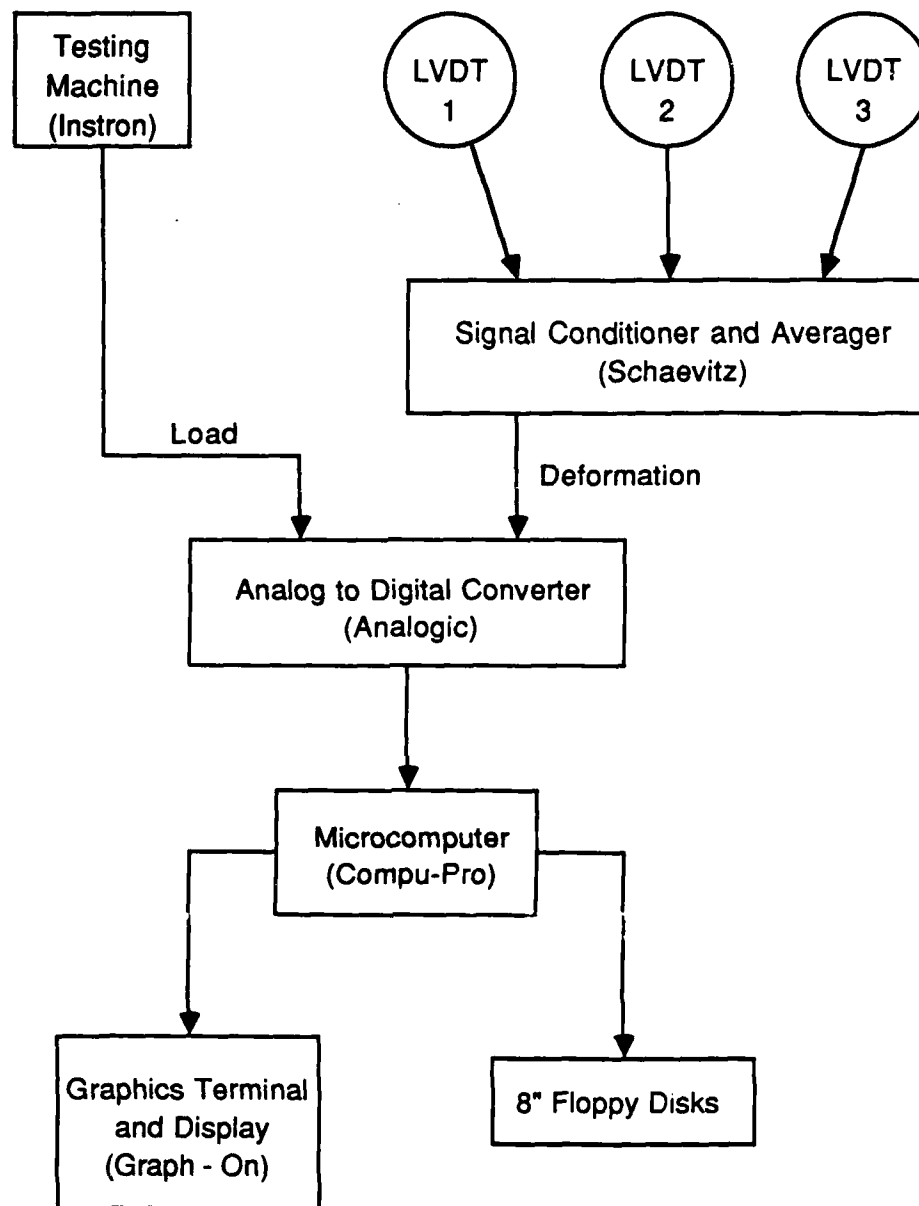 Testing
Machine
(Instron)
LVDT
1
LVDT
2
LVDT
3
Signal Conditioner and Averager
(Schaevitz)
Load
Deformation
Analog to Digital Converter
(Analogic)
Microcomputer
(Compu-Pro)
Graphics Terminal
and Display
(Graph - On)
8" Floppy Disks